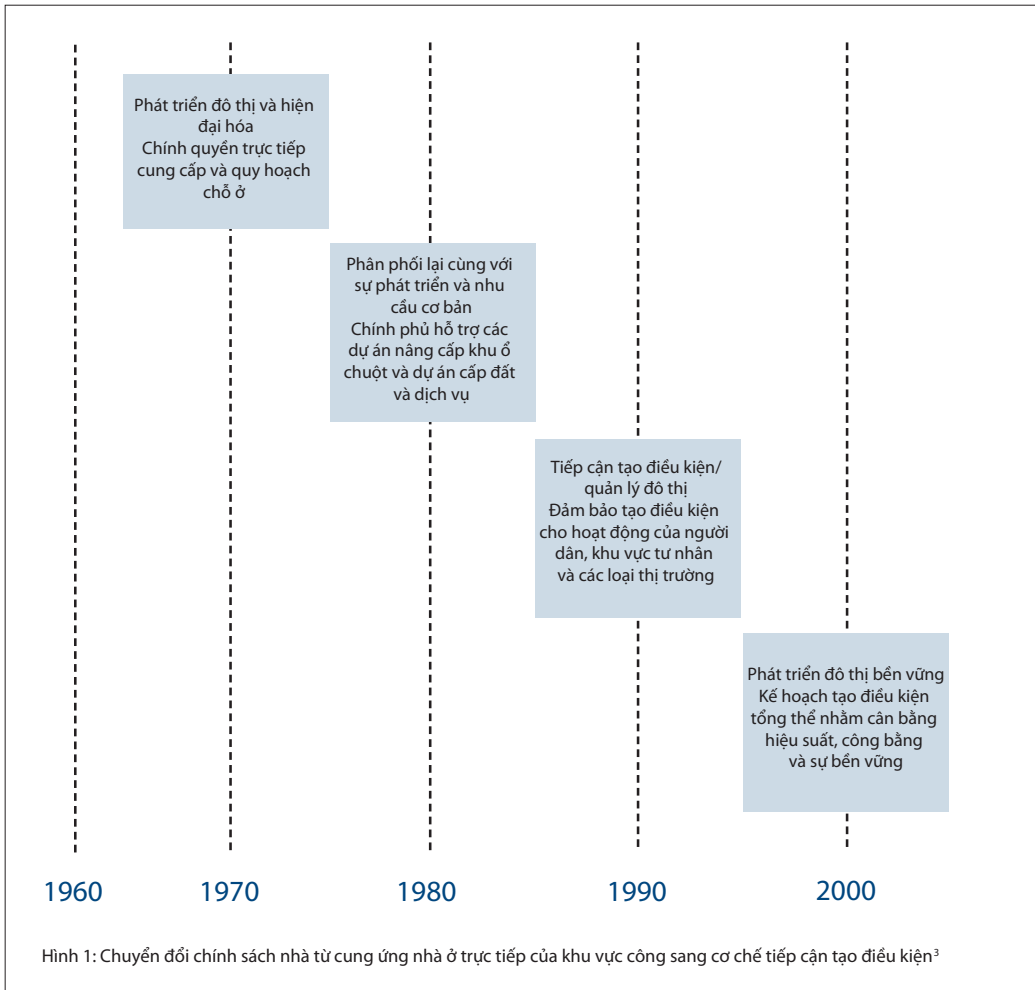 Phát triển đô thị và hiện
đại hóa
Chính quyền trực tiếp
cung cấp và quy hoạch
chỗ ở
Phân phối lại cùng với
sự phát triển và nhu
cầu cơ bản
Chính phủ hỗ trợ các
dự án nâng cấp khu ổ
chuột và dự án cấp đất
và dịch vụ
Tiếp cận tạo điều kiện/
quản lý đô thị
Đảm bảo tạo điều kiện
cho hoạt động của người
dân, khu vực tư nhân
và các loại thị trường
Phát triển đô thị bền vững
Kế hoạch tạo điều kiện
tổng thể nhằm cân bằng
hiệu suất, công bằng
và sự bền vững
1960 1970 1980 1990 2000
Hình 1: Chuyển đổi chính sách nhà từ cung ứng nhà ở trực tiếp của khu vực công sang cơ chế tiếp cận tạo điều kiện³